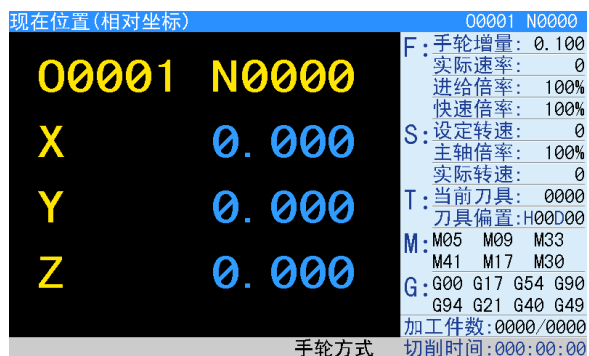 现在位置(相对坐标) O0001 N0000
O0001 N0000
X 0.000
Y 0.000
Z 0.000
F:手轮增量: 0.100
实际速率: 0
进给倍率: 100%
快速倍率: 100%
S:设定转速: 0
主轴倍率: 100%
实际转速: 0
T:当前刀具: 0000
刀具偏置:H00D00
M:M05 M09 M33
M41 M17 M30
G:G00 G17 G54 G90
G94 G21 G40 G49
加工件数:0000/0000
手轮方式 切削时间:000:00:00